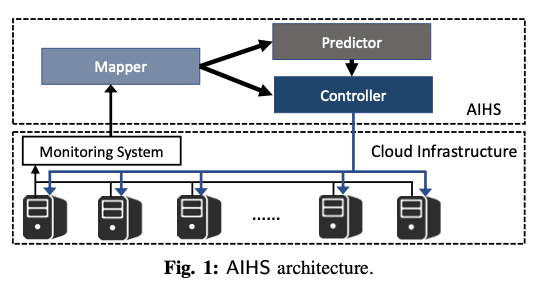 Predictor
Mapper
Controller
AIHS
Monitoring System
Cloud Infrastructure
......
Fig. 1: AIHS architecture.